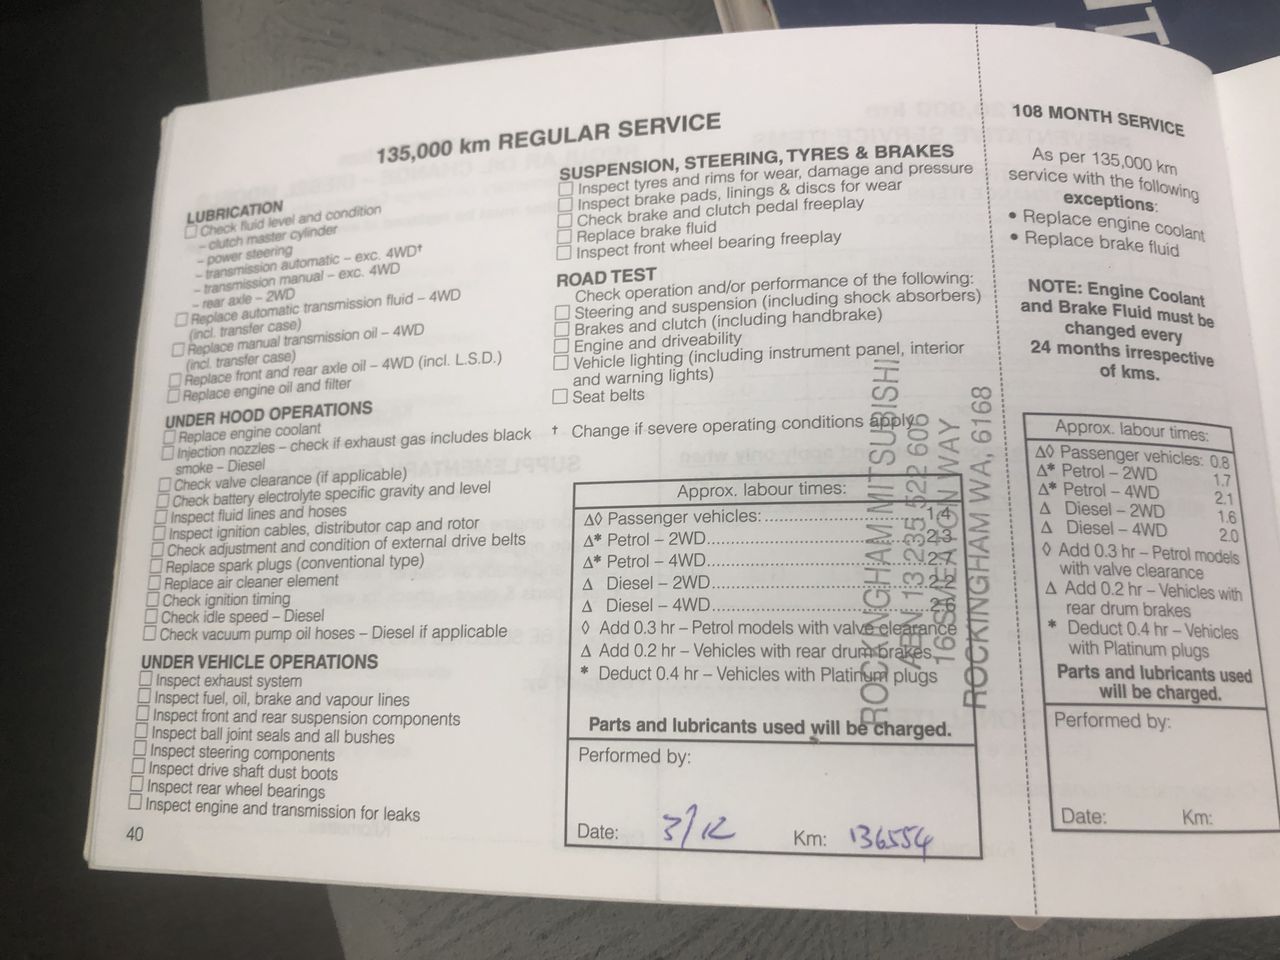 135,000 km REGULAR SERVICE
LUBRICATION
Check fluid level and condition
– clutch master cylinder
– power steering
– transmission automatic – exc. 4WD†
– transmission manual – exc. 4WD
– rear axle – 2WD
Replace automatic transmission fluid – 4WD
(incl. transfer case)
Replace manual transmission oil – 4WD
(incl. transfer case)
Replace front and rear axle oil – 4WD (incl. L.S.D.)
Replace engine oil and filter
UNDER HOOD OPERATIONS
Replace engine coolant
Injection nozzles – check if exhaust gas includes black
smoke – Diesel
Check valve clearance (if applicable)
Check battery electrolyte specific gravity and level
Inspect fluid lines and hoses
Inspect ignition cables, distributor cap and rotor
Check adjustment and condition of external drive belts
Replace spark plugs (conventional type)
Replace air cleaner element
Check ignition timing
Check idle speed – Diesel
Check vacuum pump oil hoses – Diesel if applicable
UNDER VEHICLE OPERATIONS
Inspect exhaust system
Inspect fuel, oil, brake and vapour lines
Inspect front and rear suspension components
Inspect ball joint seals and all bushes
Inspect steering components
Inspect drive shaft dust boots
Inspect rear wheel bearings
Inspect engine and transmission for leaks
40
SUSPENSION, STEERING, TYRES & BRAKES
Inspect tyres and rims for wear, damage and pressure
Inspect brake pads, linings & discs for wear
Check brake and clutch pedal freeplay
Replace brake fluid
Inspect front wheel bearing freeplay
ROAD TEST
Check operation and/or performance of the following:
Steering and suspension (including shock absorbers)
Brakes and clutch (including handbrake)
Engine and driveability
Vehicle lighting (including instrument panel, interior
and warning lights)
Seat belts
† Change if severe operating conditions apply.
Approx. labour times:
Δ◊ Passenger vehicles:.......................... 1.4
Δ* Petrol – 2WD.......................... 2.3
Δ* Petrol – 4WD.......................... 2.7
Δ Diesel – 2WD.......................... 2.2
Δ Diesel – 4WD.......................... 2.6
◊ Add 0.3 hr – Petrol models with valve clearance
Δ Add 0.2 hr – Vehicles with rear drum brakes
* Deduct 0.4 hr – Vehicles with Platinum plugs
Parts and lubricants used will be charged.
Performed by:
Date: 3/12 Km: 136554
ROCKINGHAM MITSUBISHI
ABN 13 235 522 606
WAY
ROCKINGHAM WA, 6168
108 MONTH SERVICE
As per 135,000 km
service with the following
exceptions:
• Replace engine coolant
• Replace brake fluid
NOTE: Engine Coolant
and Brake Fluid must be
changed every
24 months irrespective
of kms.
Approx. labour times:
Δ◊ Passenger vehicles: 0.8
Δ* Petrol – 2WD 1.7
Δ* Petrol – 4WD 2.1
Δ Diesel – 2WD 1.6
Δ Diesel – 4WD 2.0
◊ Add 0.3 hr – Petrol models
with valve clearance
Δ Add 0.2 hr – Vehicles with
rear drum brakes
* Deduct 0.4 hr – Vehicles
with Platinum plugs
Parts and lubricants used
will be charged.
Performed by:
Date: Km: